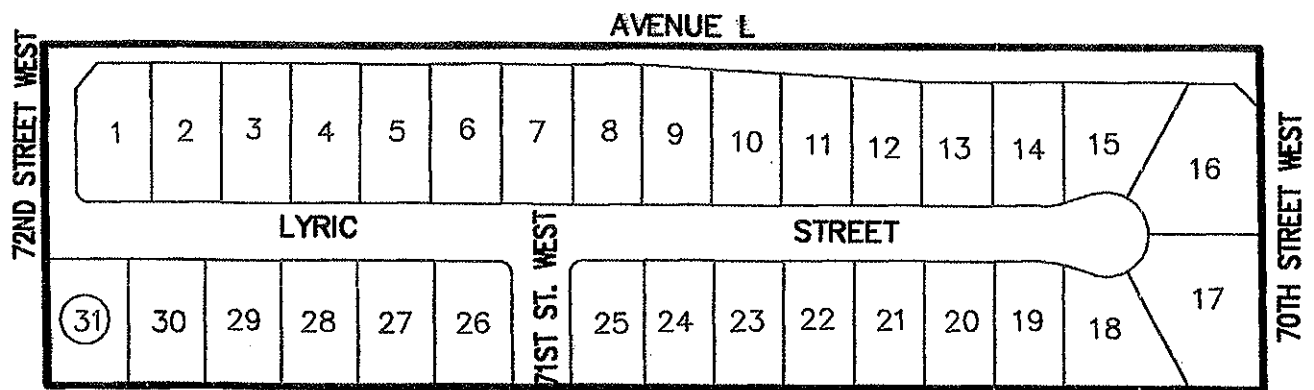 AVENUE L
72ND STREET WEST
1 2 3 4 5 6 7 8 9 10 11 12 13 14 15 16
70TH STREET WEST
LYRIC STREET
71ST ST. WEST
31 30 29 28 27 26 25 24 23 22 21 20 19 18 17